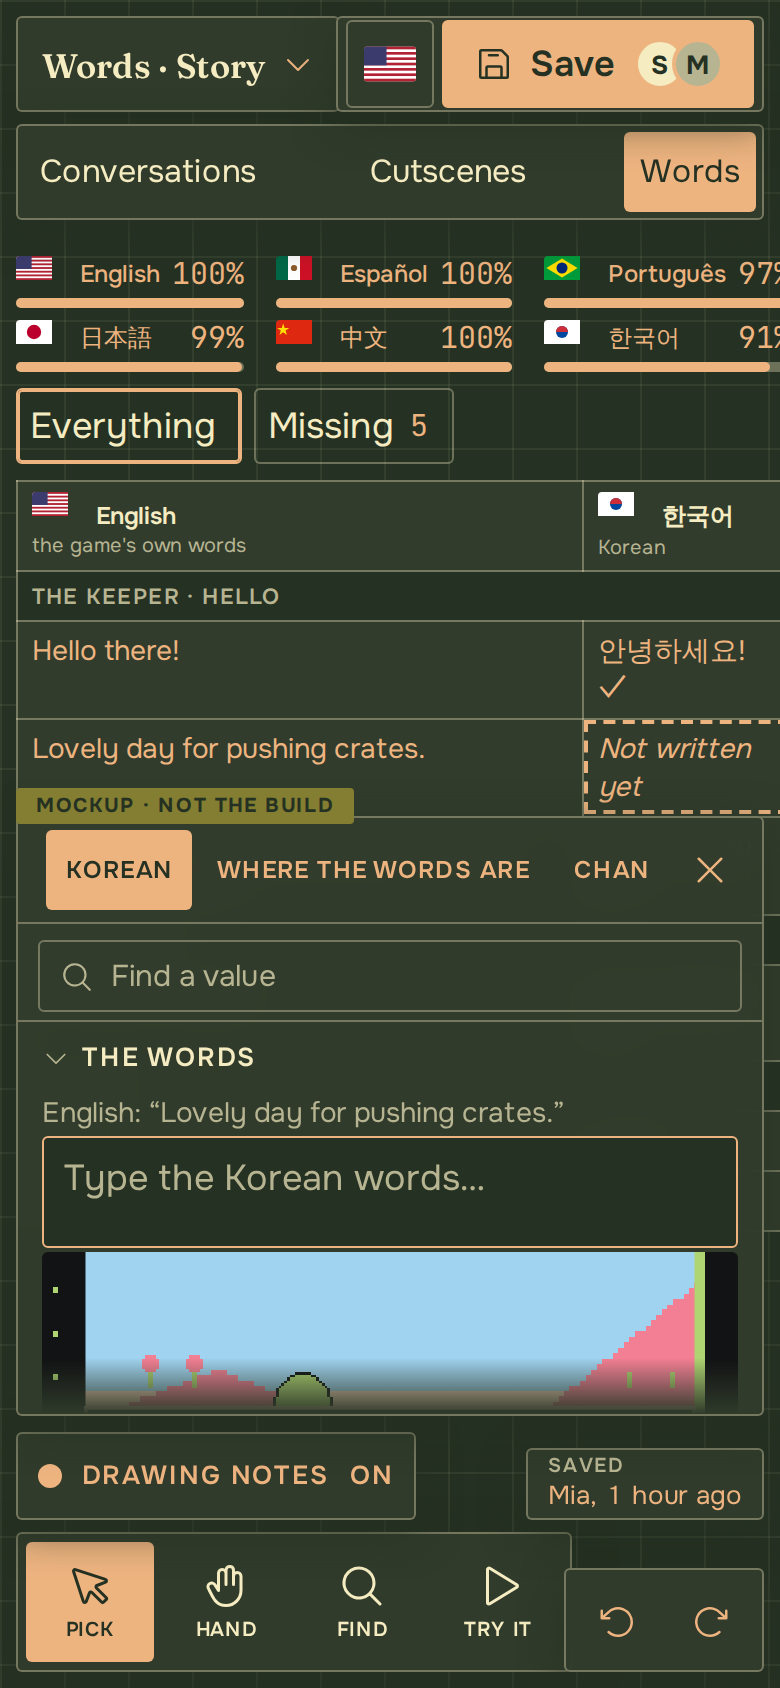 Words · Story
Save
S M
Conversations
Cutscenes
Words
English 100%
Español 100%
Português 97%
日本語 99%
中文 100%
한국어 91%
Everything
Missing 5
English
the game's own words
한국어
Korean
THE KEEPER · HELLO
Hello there!
안녕하세요!
Lovely day for pushing crates.
Not written
yet
MOCKUP · NOT THE BUILD
KOREAN
WHERE THE WORDS ARE
CHAN
Find a value
THE WORDS
English: “Lovely day for pushing crates.”
Type the Korean words...
DRAWING NOTES ON
SAVED
Mia, 1 hour ago
PICK
HAND
FIND
TRY IT